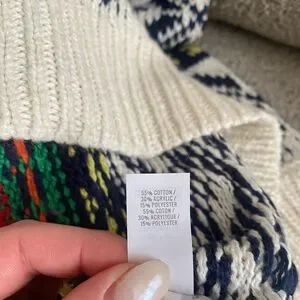 55% COTTON /
30% ACRYLIC /
15% POLYESTER
55% COTON /
30% ACRYLIQUE /
15% POLYESTER